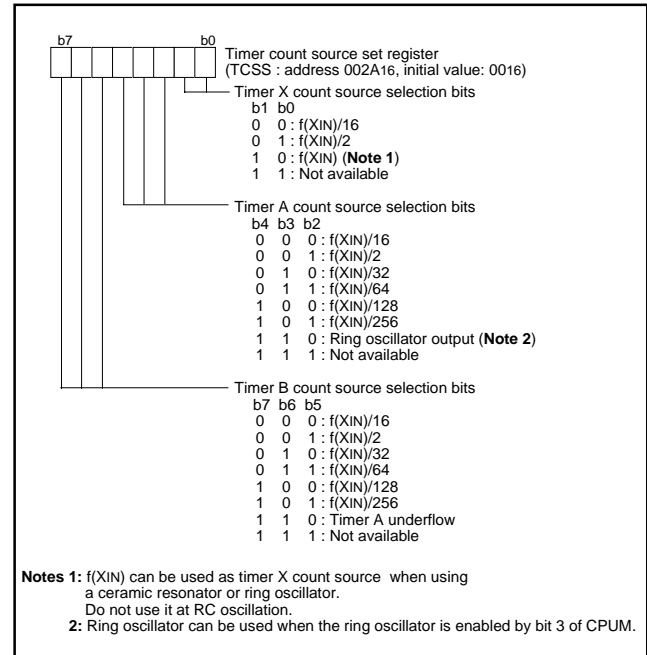 b7 b0
Timer count source set register
(TCSS : address 002A16, initial value: 0016)
Timer X count source selection bits
b1 b0
0 0 : f(XIN)/16
0 1 : f(XIN)/2
1 0 : f(XIN) (Note 1)
1 1 : Not available
Timer A count source selection bits
b4 b3 b2
0 0 0 : f(XIN)/16
0 0 1 : f(XIN)/2
0 1 0 : f(XIN)/32
0 1 1 : f(XIN)/64
1 0 0 : f(XIN)/128
1 0 1 : f(XIN)/256
1 1 0 : Ring oscillator output (Note 2)
1 1 1 : Not available
Timer B count source selection bits
b7 b6 b5
0 0 0 : f(XIN)/16
0 0 1 : f(XIN)/2
0 1 0 : f(XIN)/32
0 1 1 : f(XIN)/64
1 0 0 : f(XIN)/128
1 0 1 : f(XIN)/256
1 1 0 : Timer A underflow
1 1 1 : Not available
Notes 1: f(XIN) can be used as timer X count source when using
a ceramic resonator or ring oscillator.
Do not use it at RC oscillation.
2: Ring oscillator can be used when the ring oscillator is enabled by bit 3 of CPUM.